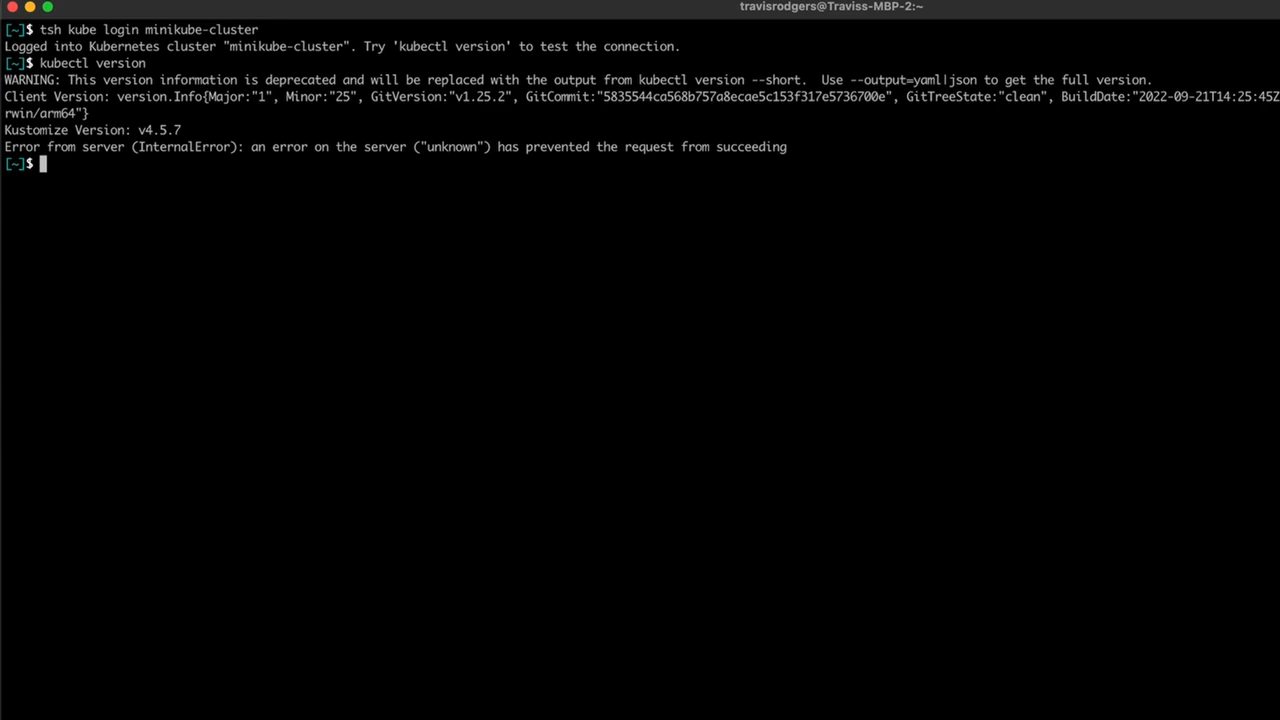 travisrodgers@Traviss-MBP-2:~
[~]$ tsh kube login minikube-cluster
Logged into Kubernetes cluster "minikube-cluster". Try 'kubectl version' to test the connection.
[~]$ kubectl version
WARNING: This version information is deprecated and will be replaced with the output from kubectl version --short.  Use --output=yaml|json to get the full version.
Client Version: version.Info{Major:"1", Minor:"25", GitVersion:"v1.25.2", GitCommit:"5835544ca568b757a8ecae5c153f317e5736700e", GitTreeState:"clean", BuildDate:"2022-09-21T14:25:45Z
rwin/arm64"}
Kustomize Version: v4.5.7
Error from server (InternalError): an error on the server ("unknown") has prevented the request from succeeding
[~]$